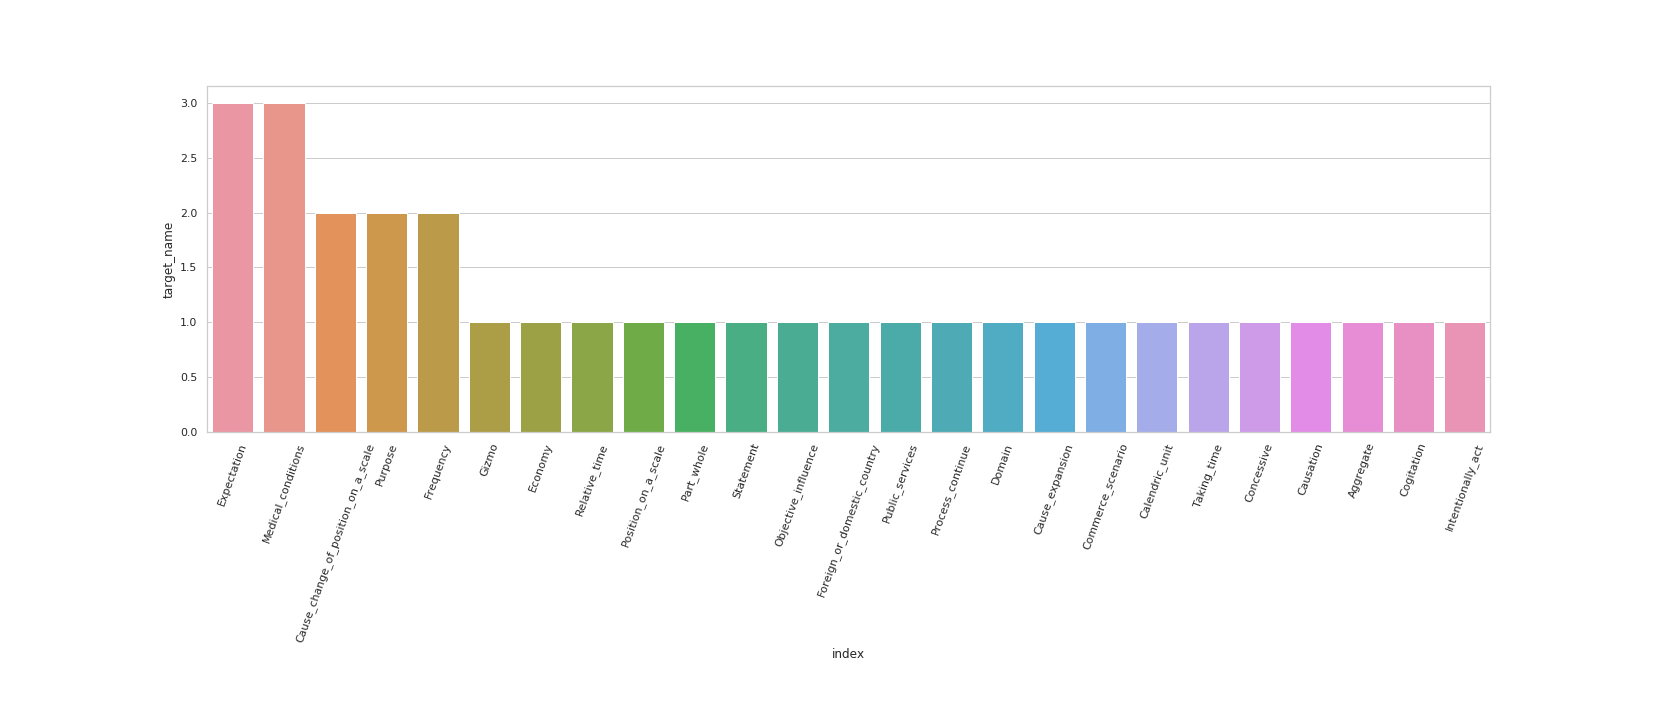 3.0
2.5
2.0
1.5
1.0
0.5
0.0
target_name
Expectation
Medical_conditions
Cause_change_of_position_on_a_scale
Purpose
Frequency
Gizmo
Economy
Relative_time
Position_on_a_scale
Part_whole
Statement
Objective_influence
Foreign_or_domestic_country
Public_services
Process_continue
Domain
Cause_expansion
Commerce_scenario
Calendric_unit
Taking_time
Concessive
Causation
Aggregate
Cogitation
Intentionally_act
index